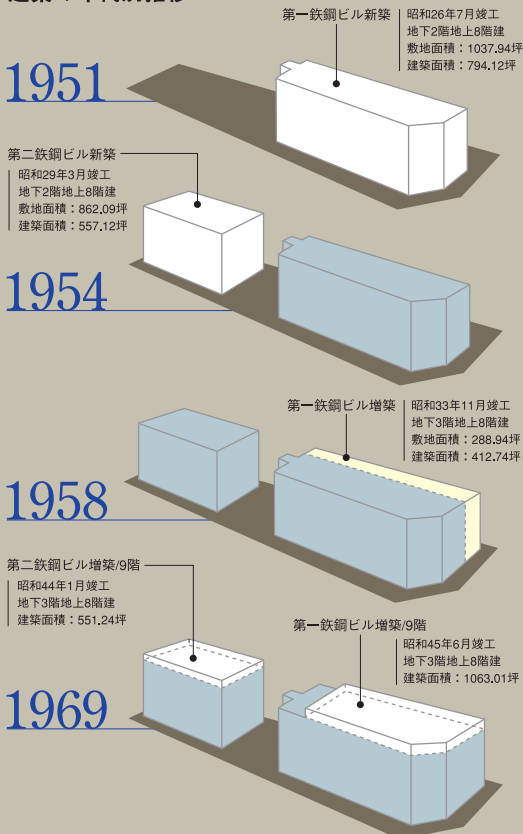 第一鉄鋼ビル新築
昭和26年7月竣工
地下2階地上8階建
敷地面積：1037.94坪
建築面積：794.12坪
1951
第二鉄鋼ビル新築
昭和29年3月竣工
地下2階地上8階建
敷地面積：862.09坪
建築面積：557.12坪
1954
第一鉄鋼ビル増築
昭和33年11月竣工
地下3階地上8階建
敷地面積：288.94坪
建築面積：412.74坪
1958
第二鉄鋼ビル増築/9階
昭和44年1月竣工
地下3階地上8階建
建築面積：551.24坪
第一鉄鋼ビル増築/9階
昭和45年6月竣工
地下3階地上8階建
建築面積：1063.01坪
1969